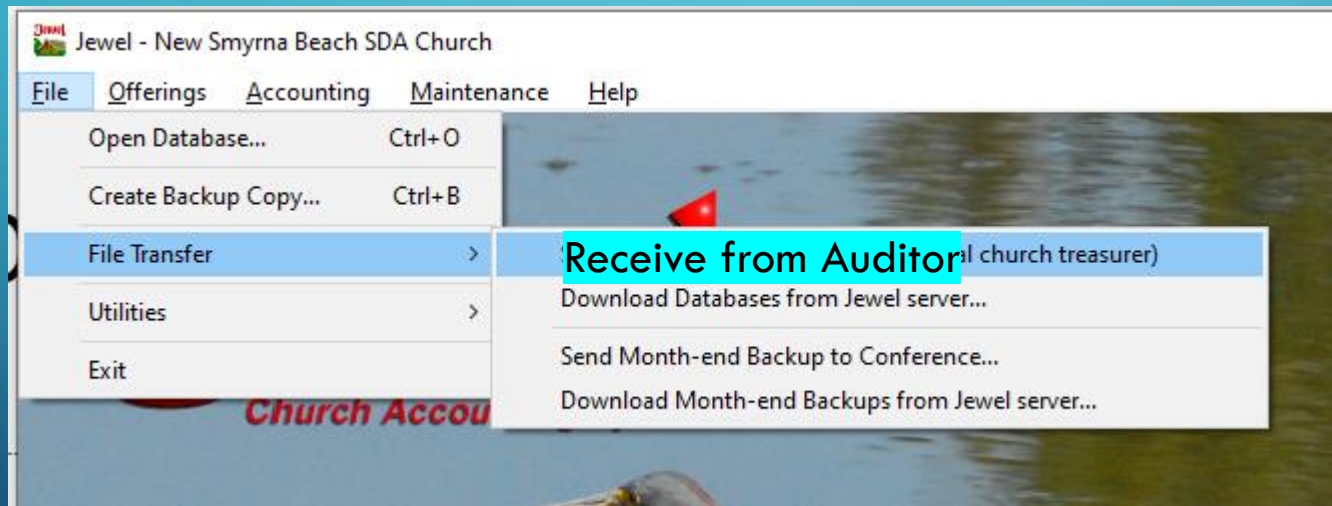 Jewel
Jewel - New Smyrna Beach SDA Church
File Offerings Accounting Maintenance Help
Open Database... Ctrl+O
Create Backup Copy... Ctrl+B
File Transfer >
Receive from Auditor al church treasurer)
Download Databases from Jewel server...
Utilities >
Send Month-end Backup to Conference...
Exit
Download Month-end Backups from Jewel server...
Church Accou